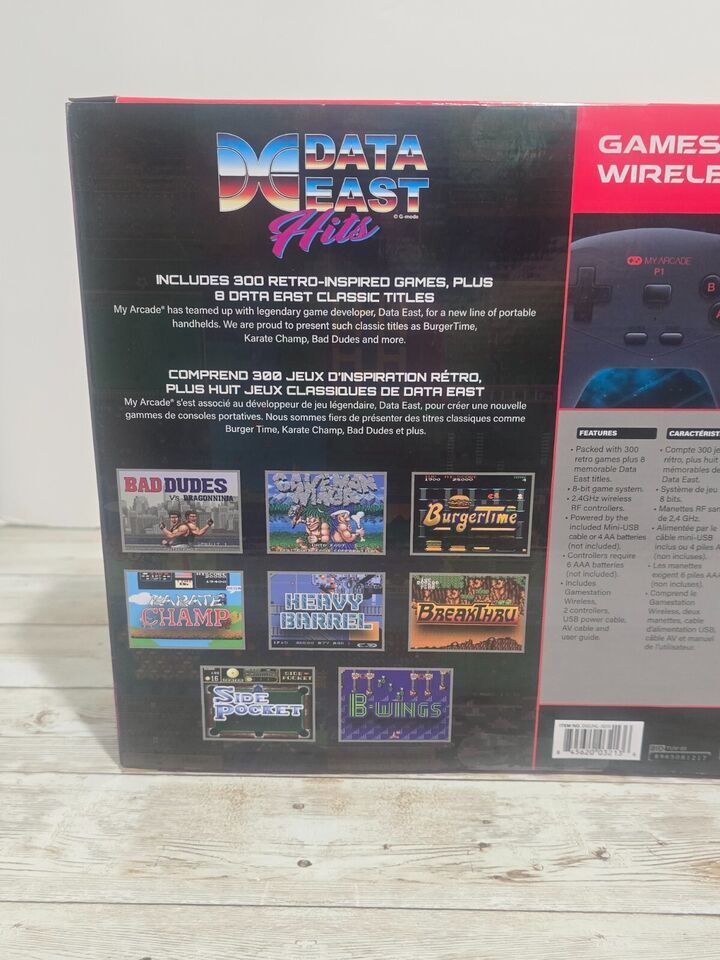 DATA
EAST
Hits
© G-mode
INCLUDES 300 RETRO-INSPIRED GAMES, PLUS
8 DATA EAST CLASSIC TITLES
My Arcade® has teamed up with legendary game developer, Data East, for a new line of portable
handhelds. We are proud to present such classic titles as BurgerTime,
Karate Champ, Bad Dudes and more.
COMPREND 300 JEUX D'INSPIRATION RÉTRO,
PLUS HUIT JEUX CLASSIQUES DE DATA EAST
My Arcade® s'est associé au développeur de jeu légendaire, Data East, pour créer une nouvelle
gammes de consoles portatives. Nous sommes fiers de présenter des titres classiques comme
Burger Time, Karate Champ, Bad Dudes et plus.
BAD DUDES
VS DRAGONNINJA
CAVEMAN
NINJA
BURGERTIME
KARATE
CHAMP
HEAVY
BARREL
BREAKTHRU
SIDE
POCKET
B-WINGS
GAMES
WIRELE
MY ARCADE
P1
B
A
FEATURES
• Packed with 300
retro games plus 8
memorable Data
East titles.
• 8-bit game system.
• 2.4GHz wireless
RF controllers.
• Powered by the
included Mini-USB
cable or 4 AA batteries
(not included).
• Controllers require
6 AAA batteries
(not included).
• Includes
Gamestation
Wireless,
2 controllers,
USB power cable,
AV cable and
user guide.
CARACTÉRIST
• Compte 300 je
rétro, plus huit
mémorables de
Data East.
• Système de jeu
8 bits.
• Manettes RF san
de 2,4 GHz.
• Alimentée par le
câble mini-USB
inclus ou 4 piles A
(non incluses).
• Les manettes
exigent 6 piles AAA
(non incluses).
• Comprend le
Gamestation
Wireless, deux
manettes, câble
d'alimentation USB,
câble AV et manuel
de l'utilisateur.
ITEM NO.
8 45620 03213 4